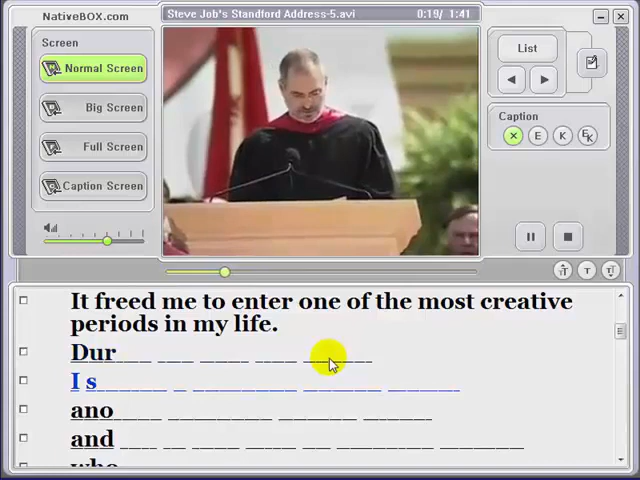 NativeBOX.com
Steve Job's Standford Address-5.avi
0:19/ 1:41
Screen
Normal Screen
Big Screen
Full Screen
Caption Screen
List
Caption
E
K
EK
T
T
T
It freed me to enter one of the most creative
periods in my life.
Dur
I s
ano
and
who